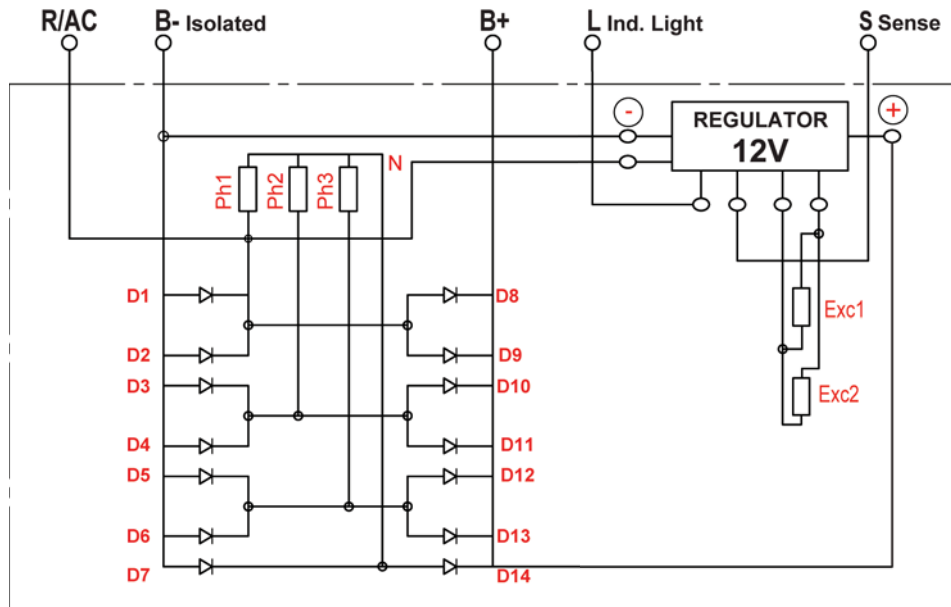 R/AC B- Isolated B+ L Ind. Light S Sense
- +
REGULATOR
12V
N
Ph1 Ph2 Ph3
D1 D8
Exc1
D2 D9
D3 D10
Exc2
D4 D11
D5 D12
D6 D13
D7 D14